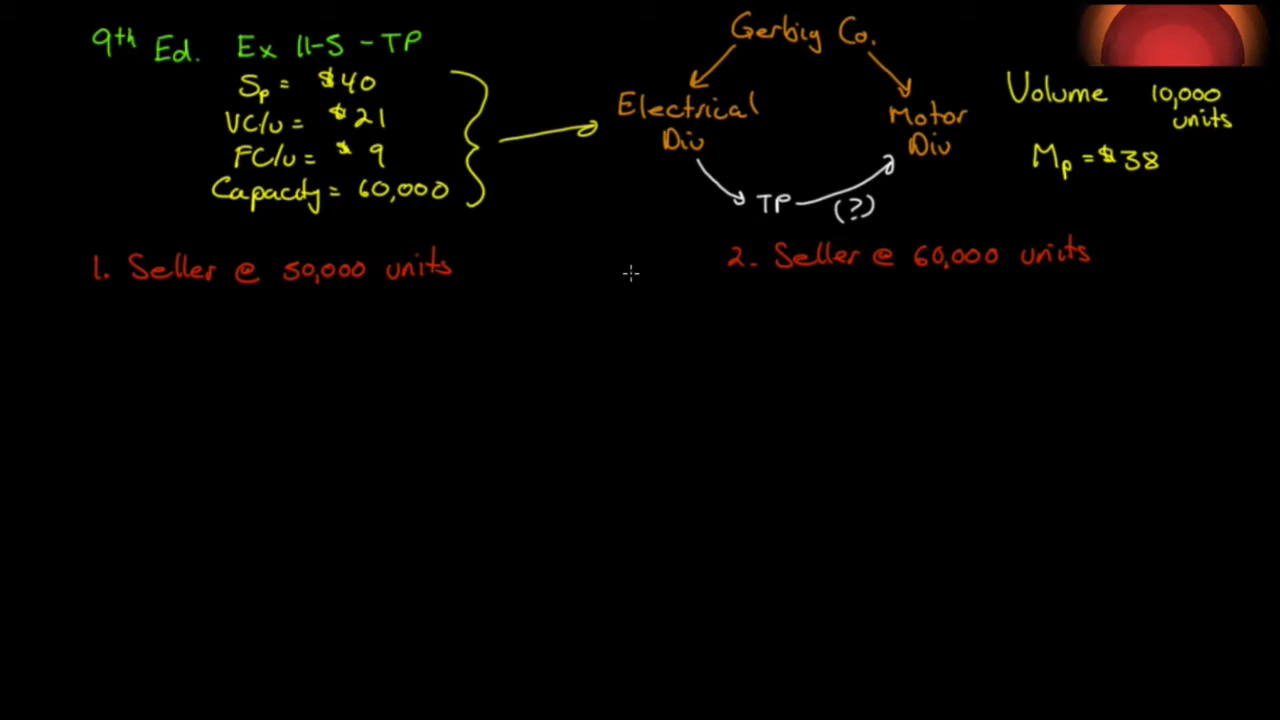 9th Ed. Ex 11-5 - TP
Sp = $40
VC/u = $21
FC/u = $9
Capacity = 60,000
Gerbig Co.
Electrical
Div
Motor
Div
TP
(?)
Volume 10,000
units
Mp = $38
1. Seller @ 50,000 units
2. Seller @ 60,000 units